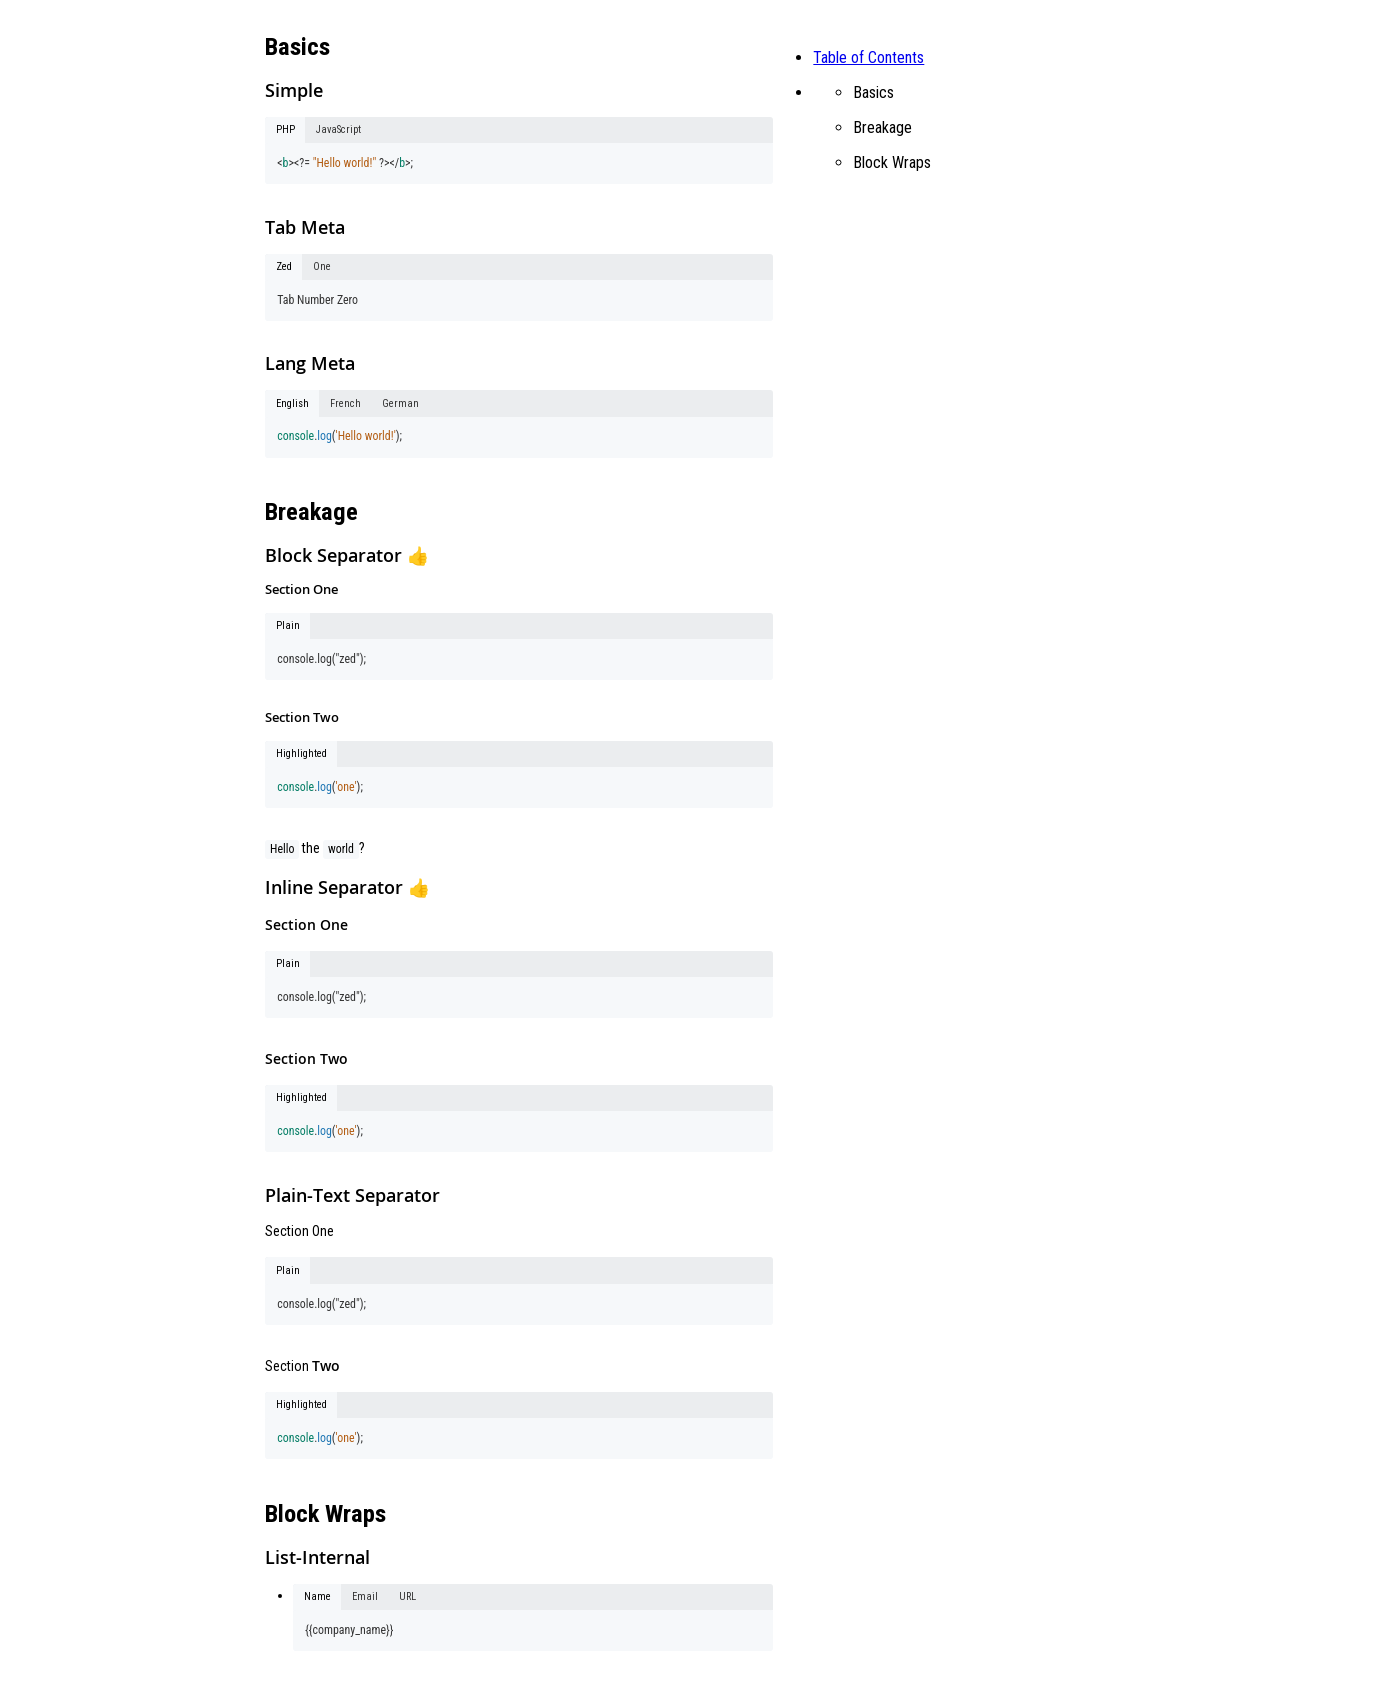 Basics
Simple
PHP JavaScript
<b><?= "Hello world!" ?></b>;
Tab Meta
Zed One
Tab Number Zero
Lang Meta
English French German
console.log('Hello world!');
Breakage
Block Separator 👍
Section One
Plain
console.log("zed");
Section Two
Highlighted
console.log('one');
Hello the world?
Inline Separator 👍
Section One
Plain
console.log("zed");
Section Two
Highlighted
console.log('one');
Plain-Text Separator
Section One
Plain
console.log("zed");
Section Two
Highlighted
console.log('one');
Block Wraps
List-Internal
Name Email URL
{{company_name}}
Table of Contents
Basics
Breakage
Block Wraps